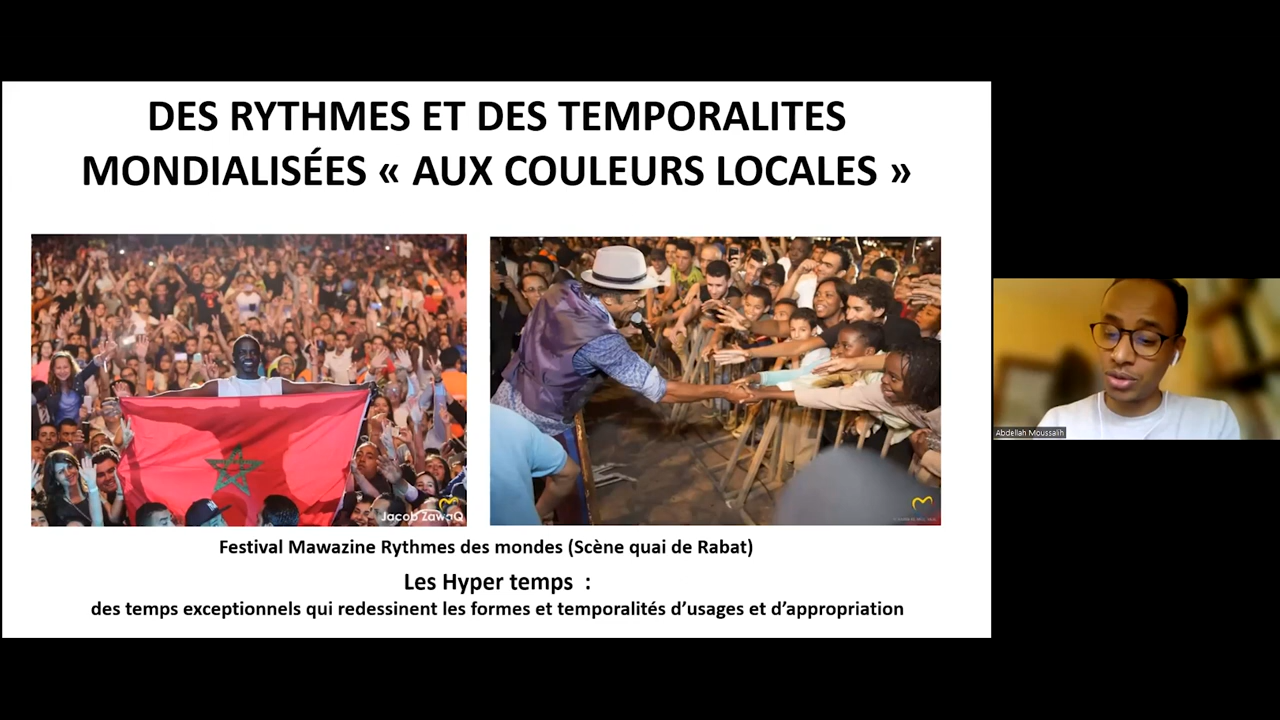 DES RYTHMES ET DES TEMPORALITES
MONDIALISÉES « AUX COULEURS LOCALES »
Jacob ZawaQ
Festival Mawazine Rythmes des mondes (Scène quai de Rabat)
Les Hyper temps :
des temps exceptionnels qui redessinent les formes et temporalités d’usages et d’appropriation
Abdellah Moussalih